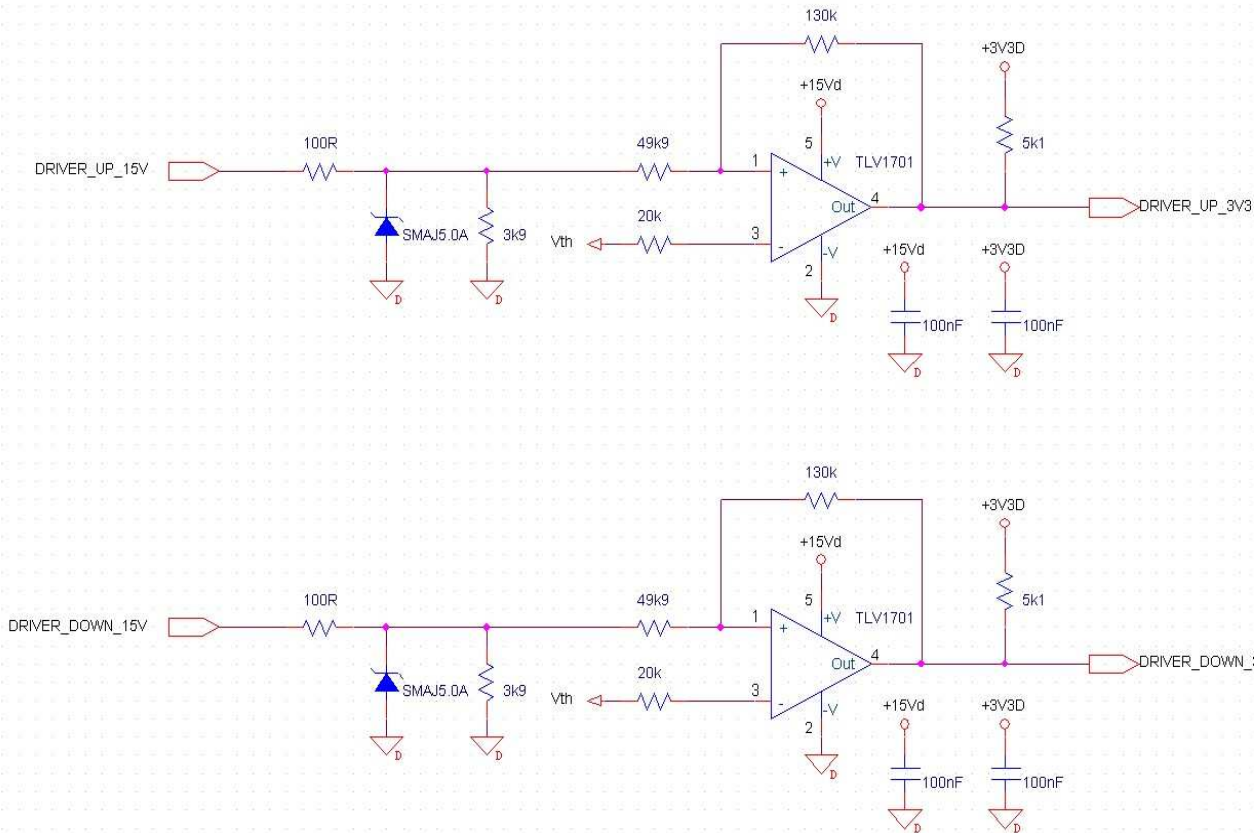 130k
+3V3D
+15Vd
100R
49k9
5
5k1
DRIVER_UP_15V
1
+V
TLV1701
+
20k
Out
4
DRIVER_UP_3V3
SMAJ5.0A
3k9
Vth
3
-
-V
+15Vd
+3V3D
2
D
D
D
100nF
100nF
D
D
130k
+3V3D
+15Vd
100R
49k9
5
5k1
DRIVER_DOWN_15V
1
+V
TLV1701
+
20k
Out
4
DRIVER_DOWN_
SMAJ5.0A
3k9
Vth
3
-
-V
+15Vd
+3V3D
2
D
D
D
100nF
100nF
D
D